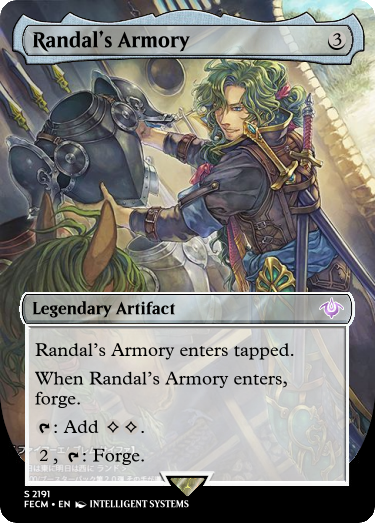 Randal's Armory 3
Legendary Artifact
Randal's Armory enters tapped.
When Randal's Armory enters,
forge.
: Add .
2 , : Forge.
S 2191
FECM • EN INTELLIGENT SYSTEMS